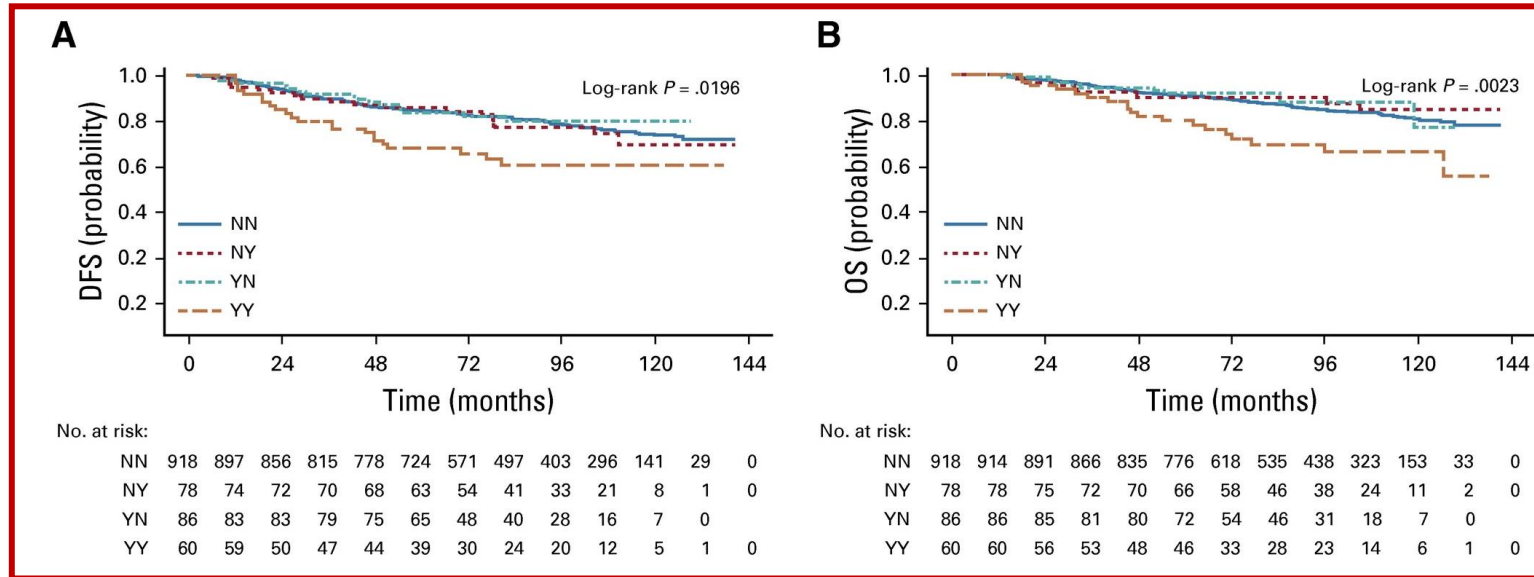 A
DFS (probability)
1.0
0.8
0.6
0.4
0.2
0.2
Log-rank P = .0196
NN
NY
YN
YY
0 24 48 72 96 120 144
Time (months)
No. at risk:
NN 918 897 856 815 778 724 571 497 403 296 141 29 0
NY 78 74 72 70 68 63 54 41 33 21 8 1 0
YN 86 83 83 79 75 65 48 40 28 16 7 0
YY 60 59 50 47 44 39 30 24 20 12 5 1 0
B
OS (probability)
1.0
0.8
0.6
0.4
0.2
0.2
Log-rank P = .0023
NN
NY
YN
YY
0 24 48 72 96 120 144
Time (months)
No. at risk:
NN 918 914 891 866 835 776 618 535 438 323 153 33 0
NY 78 78 75 72 70 66 58 46 38 24 11 2 0
YN 86 86 85 81 80 72 54 46 31 18 7 0
YY 60 60 56 53 48 46 33 28 23 14 6 1 0